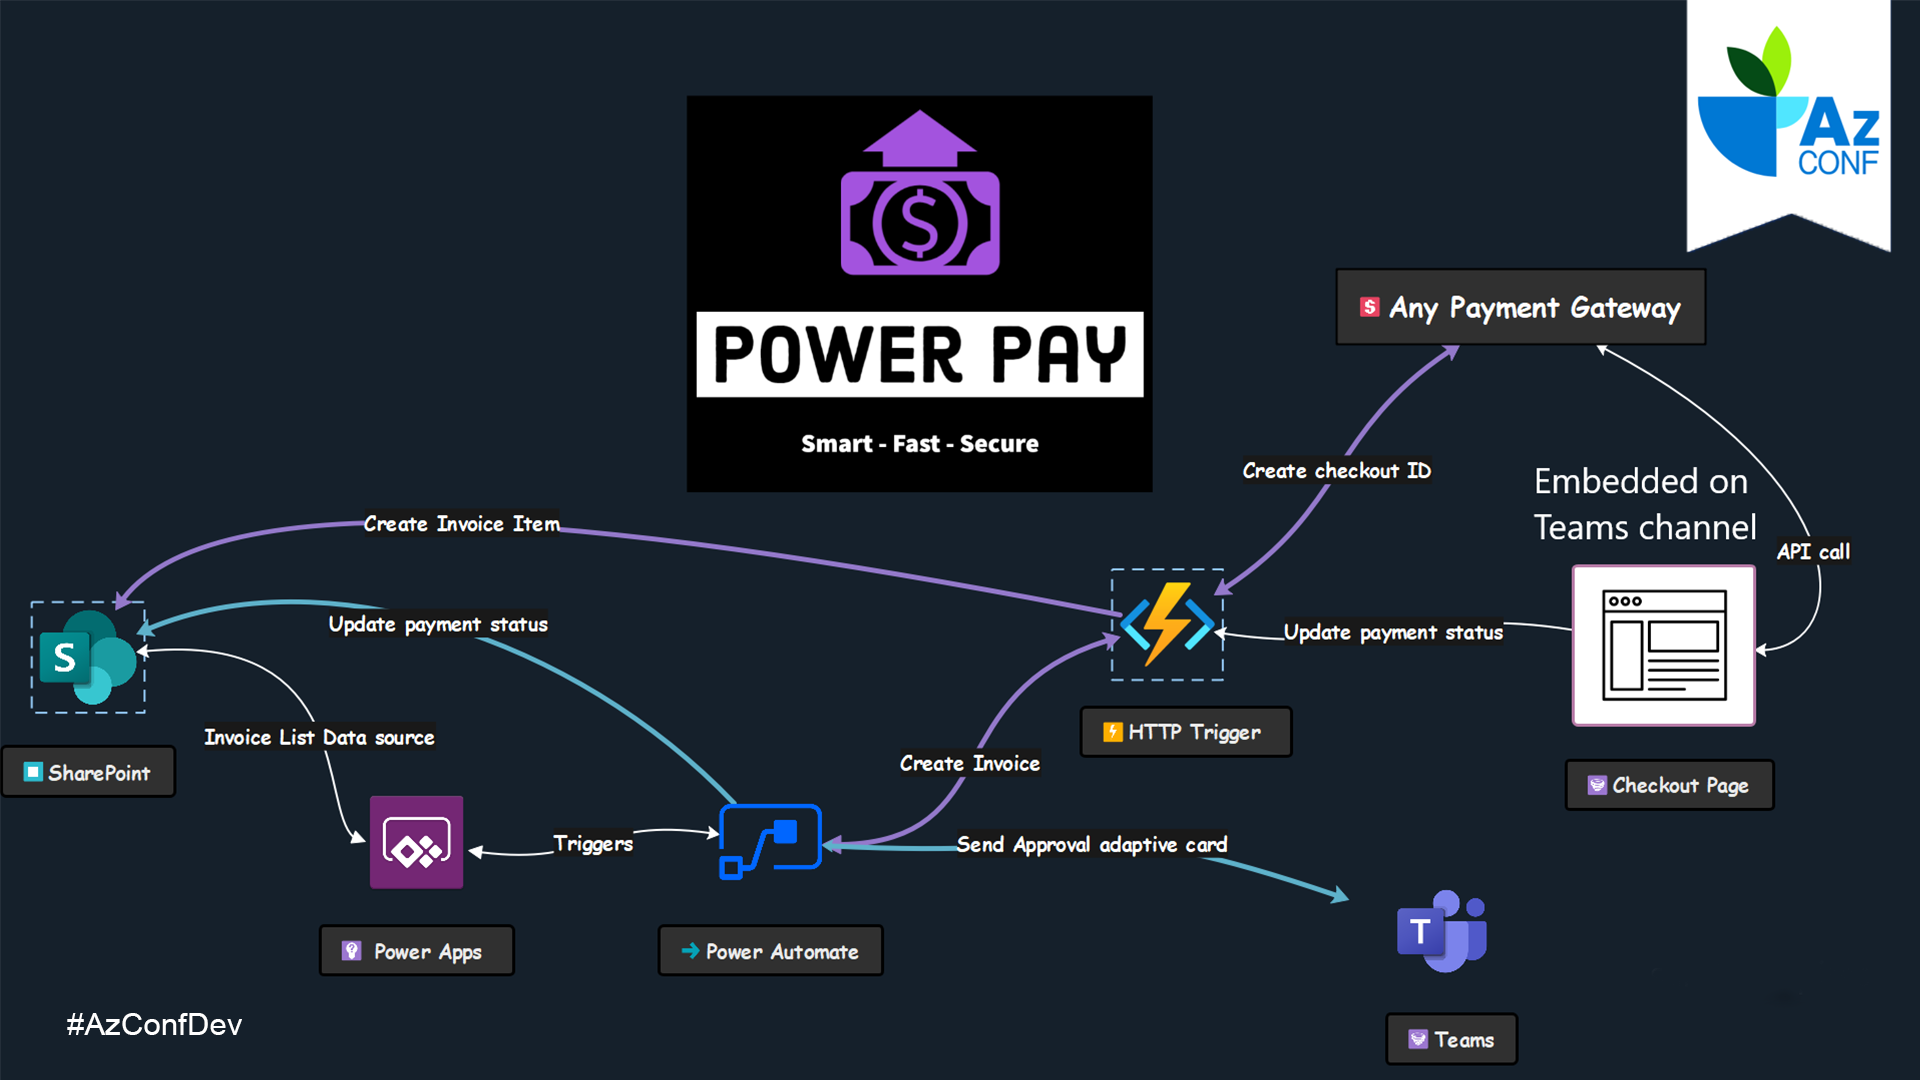 Az
CONF
$
POWER PAY
Smart - Fast - Secure
$ Any Payment Gateway
Create checkout ID
Embedded on
Teams channel
API call
Create Invoice Item
Update payment status
Update payment status
S
Invoice List Data source
HTTP Trigger
Create Invoice
SharePoint
Checkout Page
Triggers
Send Approval adaptive card
T
Power Apps
Power Automate
#AzConfDev
Teams